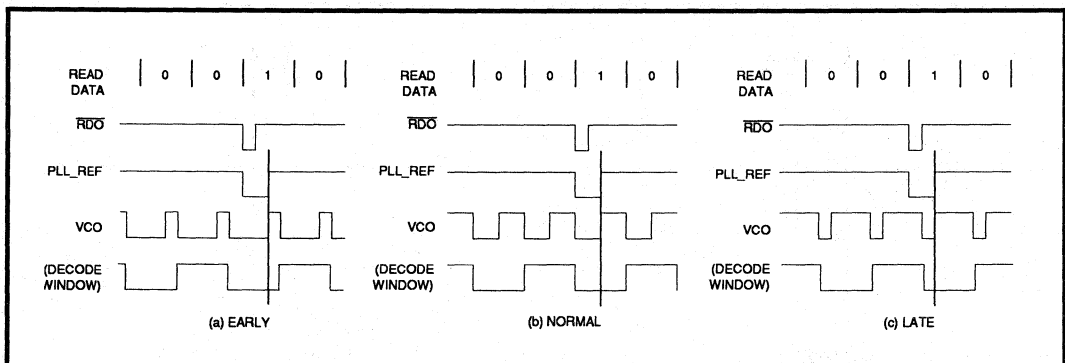 READ DATA | 0 | 0 | 1 | 0 |
RDO
PLL_REF
VCO
(DECODE WINDOW)
(a) EARLY
READ DATA | 0 | 0 | 1 | 0 |
RDO
PLL_REF
VCO
(DECODE WINDOW)
(b) NORMAL
READ DATA | 0 | 0 | 1 | 0 |
RDO
PLL_REF
VCO
(DECODE WINDOW)
(c) LATE